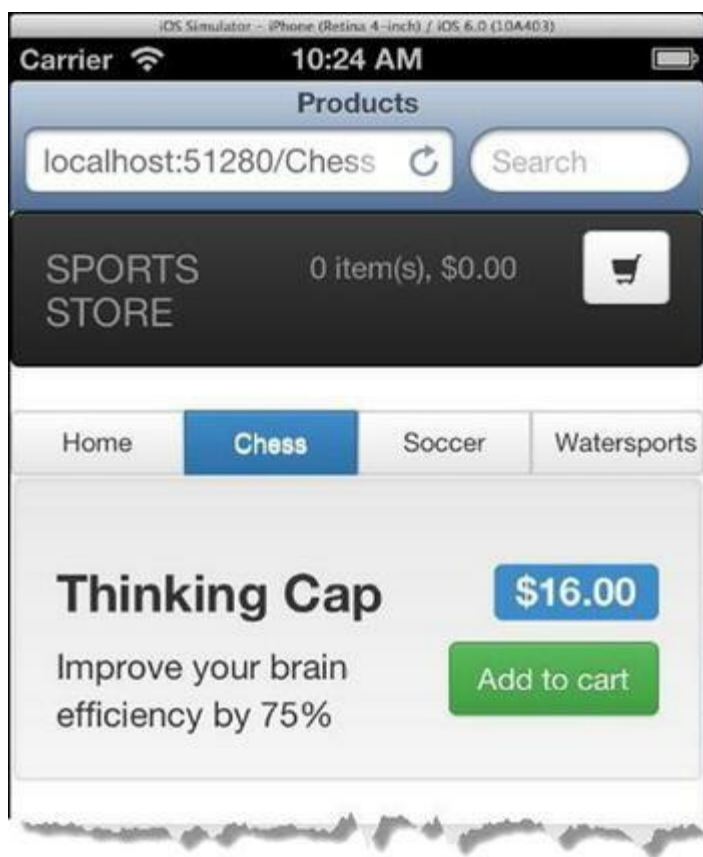 iOS Simulator – iPhone (Retina 4-inch) / iOS 6.0 (10A403)
Carrier 10:24 AM
Products
localhost:51280/Chess Search
SPORTS STORE
0 item(s), $0.00
Home Chess Soccer Watersports
Thinking Cap $16.00
Improve your brain
efficiency by 75%
Add to cart